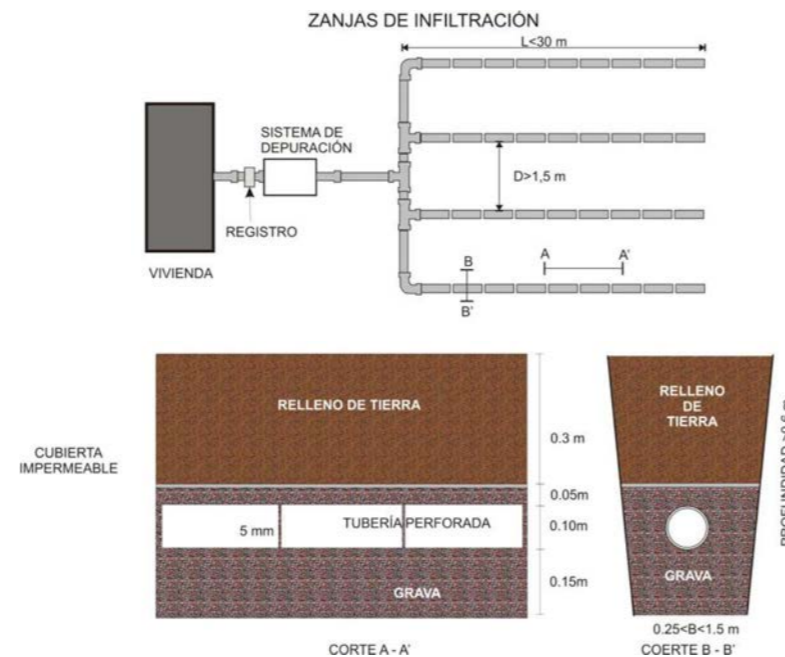 ZANJAS DE INFILTRACIÓN
L<30 m
SISTEMA DE
DEPURACIÓN
D>1,5 m
REGISTRO
VIVIENDA
B
A
A'
B'
RELLENO DE TIERRA
RELLENO
DE
TIERRA
CUBIERTA
IMPERMEABLE
0.3 m
0.05m
5 mm
TUBERÍA PERFORADA
0.10m
GRAVA
0.15m
GRAVA
0.25<B<1.5 m
CORTE A - A'
COERTE B - B'